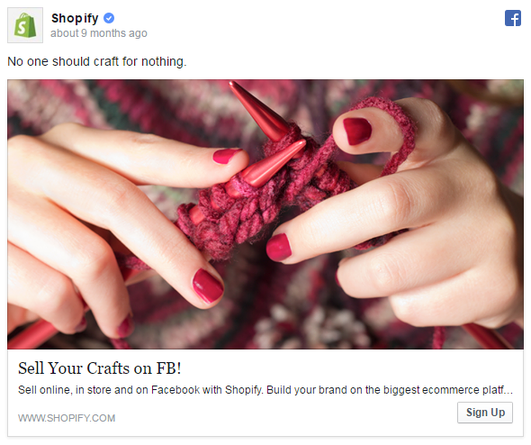 Shopify
about 9 months ago
No one should craft for nothing.
Sell Your Crafts on FB!
Sell online, in store and on Facebook with Shopify. Build your brand on the biggest ecommerce platf...
WWW.SHOPIFY.COM
Sign Up